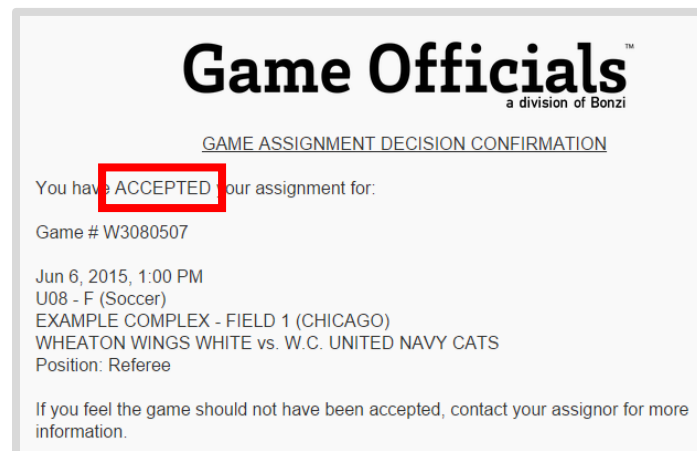 Game Officials™
a division of Bonzi
GAME ASSIGNMENT DECISION CONFIRMATION
You have ACCEPTED your assignment for:
Game # W3080507
Jun 6, 2015, 1:00 PM
U08 - F (Soccer)
EXAMPLE COMPLEX - FIELD 1 (CHICAGO)
WHEATON WINGS WHITE vs. W.C. UNITED NAVY CATS
Position: Referee
If you feel the game should not have been accepted, contact your assignor for more
information.